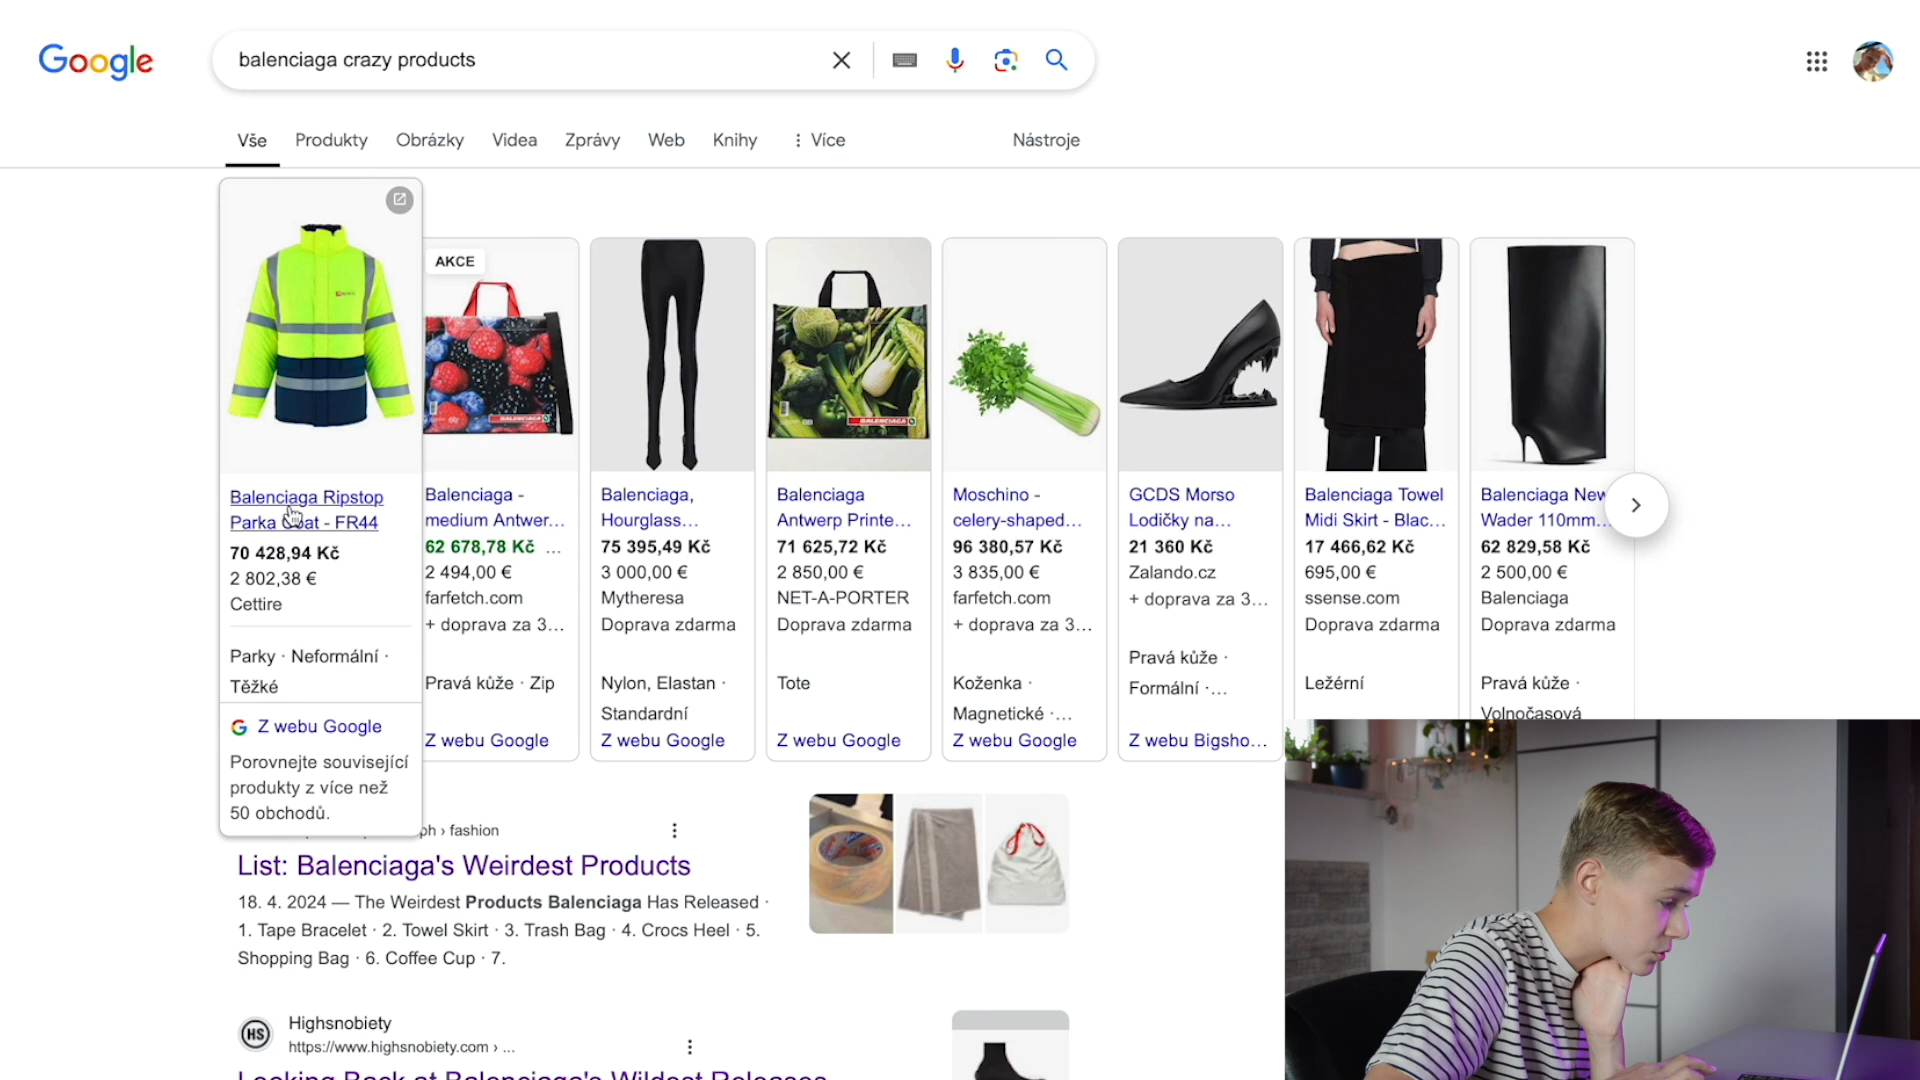 Google
balenciaga crazy products
Vše
Produkty
Obrázky
Videa
Zprávy
Web
Knihy
Více
Nástroje
Balenciaga Ripstop
Parka Coat - FR44
70 428,94 Kč
2 802,38 €
Cettire
Parky · Neformální ·
Těžké
Z webu Google
Porovnejte související
produkty z více než
50 obchodů.
AKCE
BALENCIAGA
Balenciaga -
medium Antwer...
62 678,78 Kč ...
2 494,00 €
farfetch.com
+ doprava za 3...
Pravá kůže · Zip
Z webu Google
Balenciaga,
Hourglass...
75 395,49 Kč
3 000,00 €
Mytheresa
Doprava zdarma
Nylon, Elastan ·
Standardní
Z webu Google
BALENCIAGA
Balenciaga
Antwerp Printe...
71 625,72 Kč
2 850,00 €
NET-A-PORTER
Doprava zdarma
Tote
Z webu Google
Moschino -
celery-shaped...
96 380,57 Kč
3 835,00 €
farfetch.com
+ doprava za 3...
Koženka ·
Magnetické ·...
Z webu Google
GCDS Morso
Lodičky na...
21 360 Kč
Zalando.cz
+ doprava za 3...
Pravá kůže ·
Formální ·...
Z webu Bigsho...
Balenciaga Towel
Midi Skirt - Blac...
17 466,62 Kč
695,00 €
ssense.com
Doprava zdarma
Ležérní
Balenciaga New
Wader 110mm...
62 829,58 Kč
2 500,00 €
Balenciaga
Doprava zdarma
Pravá kůže ·
Volnočasová
ph › fashion
List: Balenciaga's Weirdest Products
18. 4. 2024 — The Weirdest Products Balenciaga Has Released ·
1. Tape Bracelet · 2. Towel Skirt · 3. Trash Bag · 4. Crocs Heel · 5.
Shopping Bag · 6. Coffee Cup · 7.
HS
Highsnobiety
https://www.highsnobiety.com › ...
Looking Back at Balenciaga's Wildest Releases